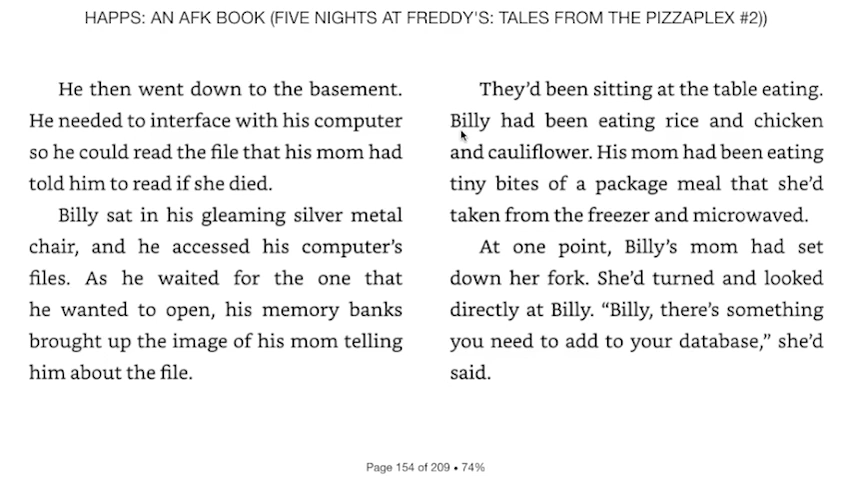 HAPPS: AN AFK BOOK (FIVE NIGHTS AT FREDDY'S: TALES FROM THE PIZZAPLEX #2))
He then went down to the basement.
He needed to interface with his computer
so he could read the file that his mom had
told him to read if she died.
Billy sat in his gleaming silver metal
chair, and he accessed his computer’s
files. As he waited for the one that
he wanted to open, his memory banks
brought up the image of his mom telling
him about the file.
They’d been sitting at the table eating.
Billy had been eating rice and chicken
and cauliflower. His mom had been eating
tiny bites of a package meal that she’d
taken from the freezer and microwaved.
At one point, Billy’s mom had set
down her fork. She’d turned and looked
directly at Billy. “Billy, there’s something
you need to add to your database,” she’d
said.
Page 154 of 209 • 74%